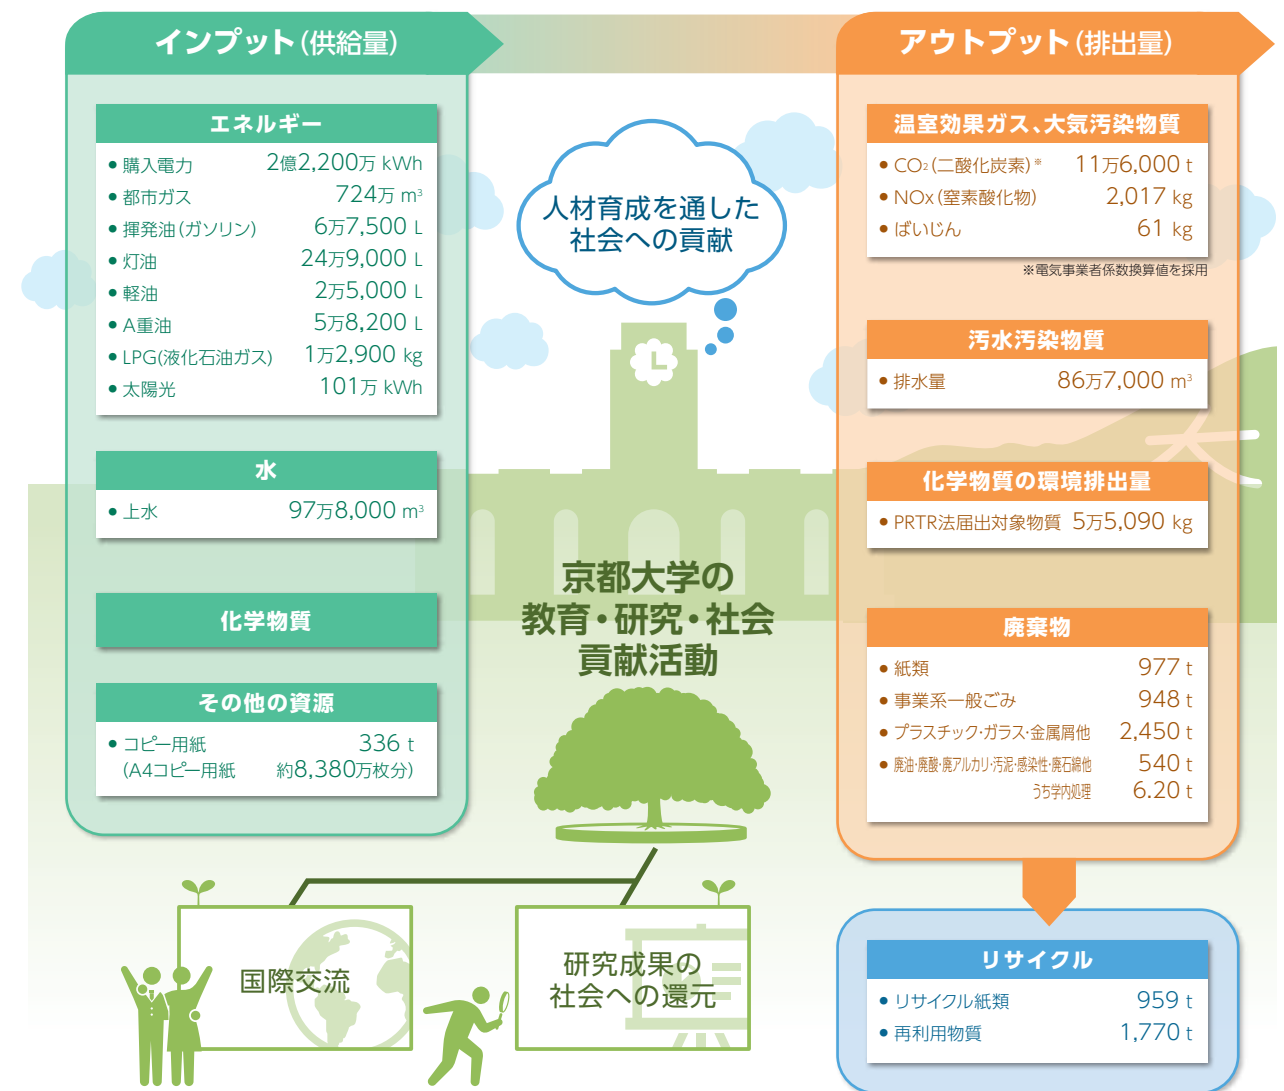 インプット(供給量)
エネルギー
•購入電力 2億2,200万 kWh
•都市ガス 724万 m³
•揮発油(ガソリン) 6万7,500 L
•灯油 24万9,000 L
•軽油 2万5,000 L
•A重油 5万8,200 L
•LPG(液化石油ガス) 1万2,900 kg
•太陽光 101万 kWh
水
•上水 97万8,000 m³
化学物質
その他の資源
•コピー用紙 336 t
(A4コピー用紙 約8,380万枚分)
人材育成を通した
社会への貢献
京都大学の
教育・研究・社会
貢献活動
国際交流
研究成果の
社会への還元
アウトプット(排出量)
温室効果ガス、大気汚染物質
•CO₂(二酸化炭素)※ 11万6,000 t
•NOx(窒素酸化物) 2,017 kg
•ばいじん 61 kg
※電気事業者係数換算値を採用
汚水汚染物質
•排水量 86万7,000 m³
化学物質の環境排出量
•PRTR法届出対象物質 5万5,090 kg
廃棄物
•紙類 977 t
•事業系一般ごみ 948 t
•プラスチック・ガラス・金属屑他 2,450 t
•廃油・廃酸・廃アルカリ・汚泥・感染性・廃石綿他 540 t
うち学内処理 6.20 t
リサイクル
•リサイクル紙類 959 t
•再利用物質 1,770 t